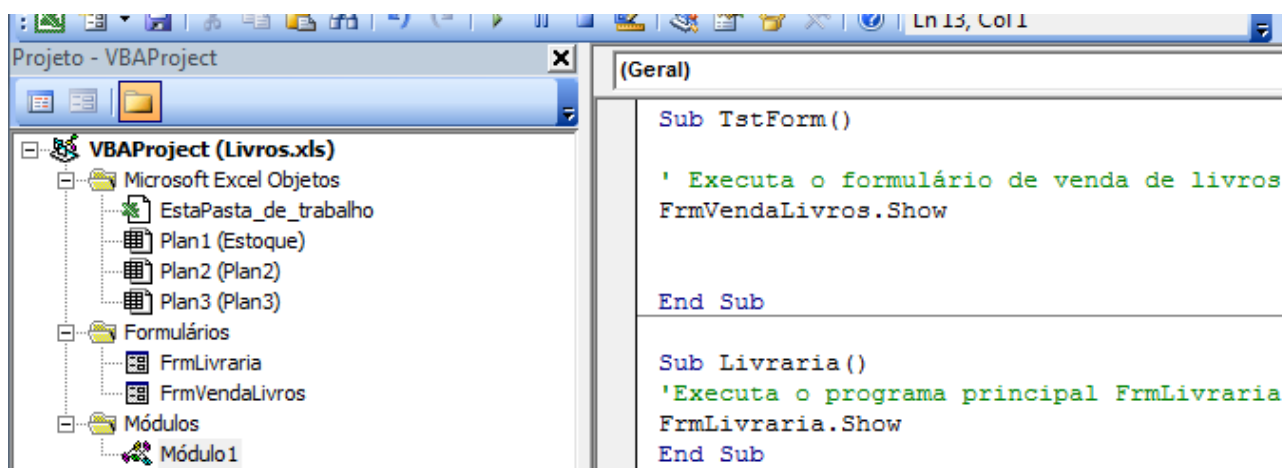 Ln 13, Col 1
Projeto - VBAProject
VBAProject (Livros.xls)
Microsoft Excel Objetos
EstaPasta_de_trabalho
Plan1 (Estoque)
Plan2 (Plan2)
Plan3 (Plan3)
Formulários
FrmLivraria
FrmVendaLivros
Módulos
Módulo1
(Geral)
Sub TstForm()
' Executa o formulário de venda de livros
FrmVendaLivros.Show
End Sub
Sub Livraria()
'Executa o programa principal FrmLivraria
FrmLivraria.Show
End Sub